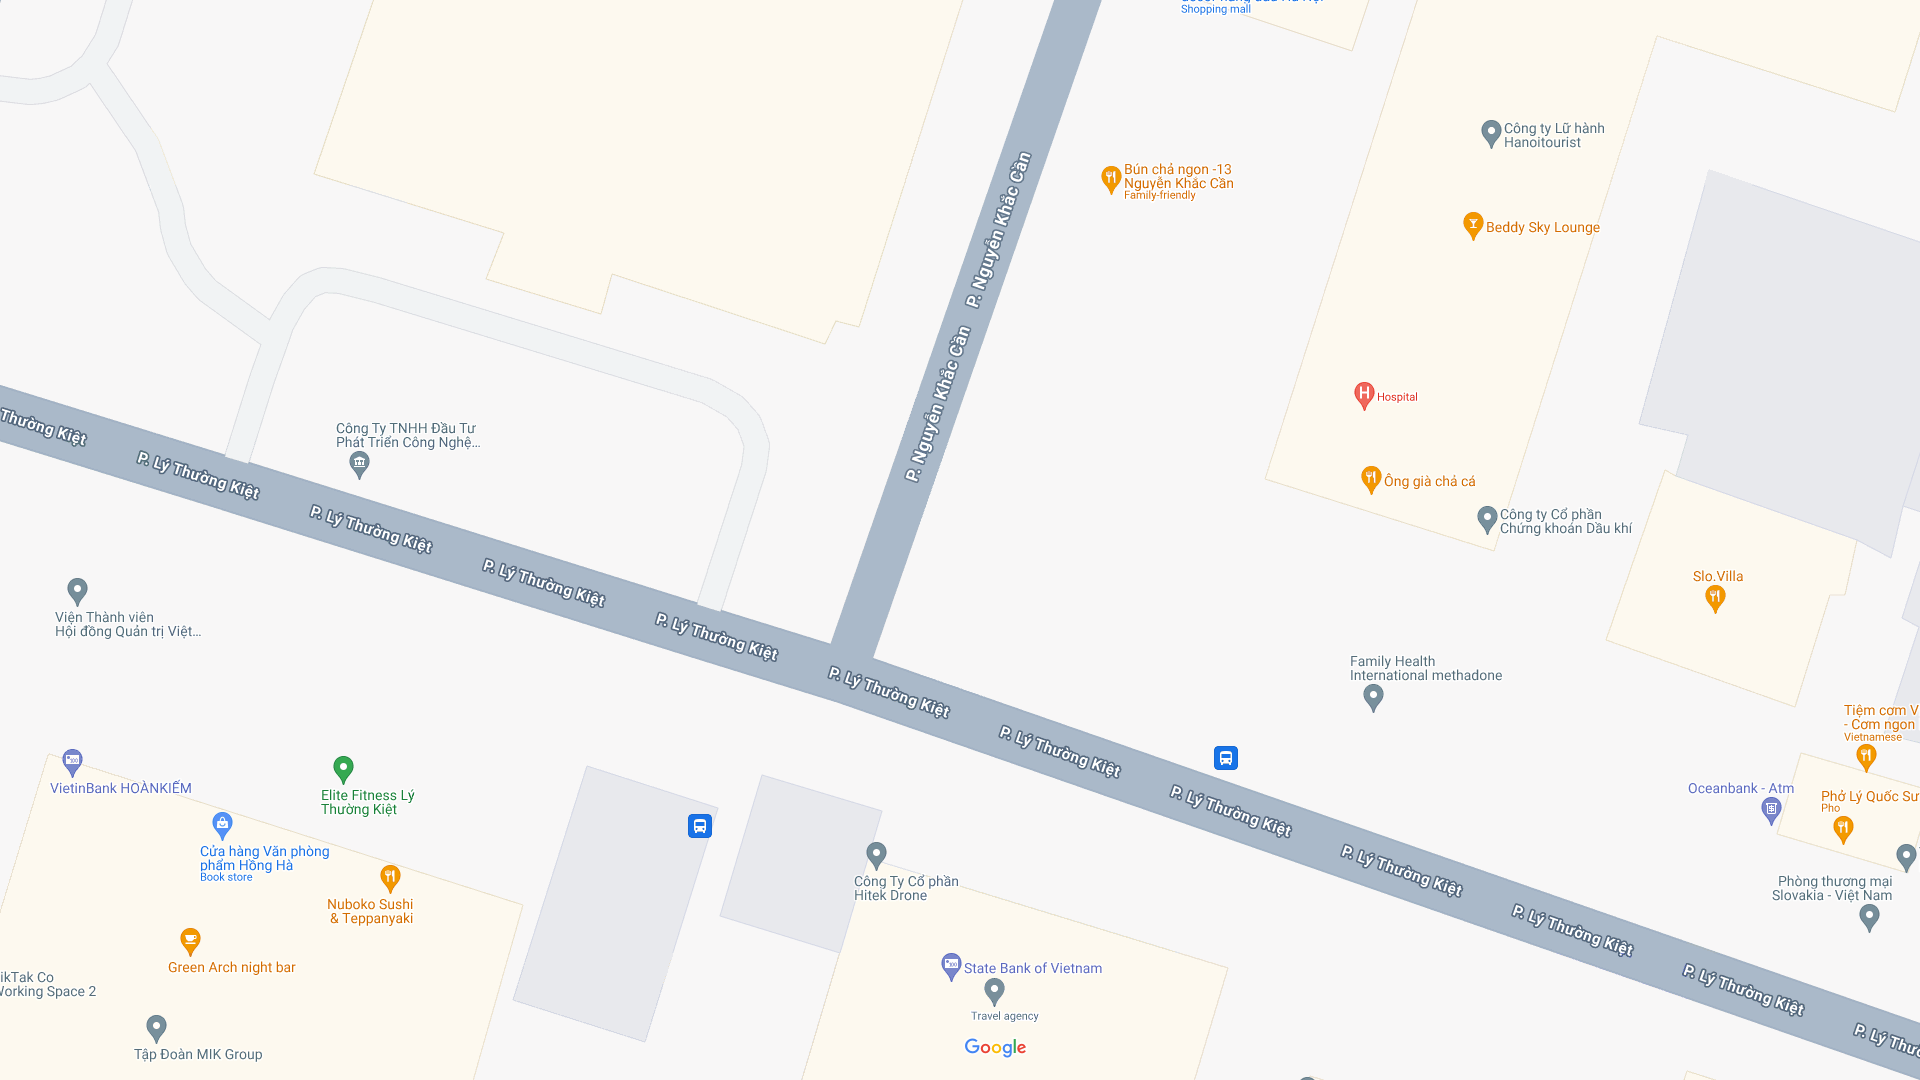 Shopping mall
Công ty Lữ hành
Hanoitourist
Bún chả ngon -13
Nguyễn Khắc Cần
Family-friendly
Beddy Sky Lounge
P. Nguyễn Khắc Cần
P. Nguyễn Khắc Cần
Hospital
Thường Kiệt
P. Lý Thường Kiệt
P. Lý Thường Kiệt
P. Lý Thường Kiệt
P. Lý Thường Kiệt
P. Lý Thường Kiệt
P. Lý Thường Kiệt
P. Lý Thường Kiệt
P. Lý Thường Kiệt
P. Lý Thường Kiệt
P. Lý Thường Kiệt
P. Lý
Công Ty TNHH Đầu Tư
Phát Triển Công Nghệ...
Ông già chả cá
Công ty Cổ phần
Chứng khoán Dầu khí
Slo.Villa
Viện Thành viên
Hội đồng Quản trị Việt...
Family Health
International methadone
Tiệm cơm V
- Cơm ngon
Vietnamese
VietinBank HOÀNKIẾM
Elite Fitness Lý
Thường Kiệt
Oceanbank - Atm
Phở Lý Quốc Sư
Pho
Cửa hàng Văn phòng
phẩm Hồng Hà
Book store
Công Ty Cổ phần
Hitek Drone
Phòng thương mại
Slovakia - Việt Nam
Nuboko Sushi
& Teppanyaki
Green Arch night bar
State Bank of Vietnam
ikTak Co
Working Space 2
Travel agency
Tập Đoàn MIK Group
Google